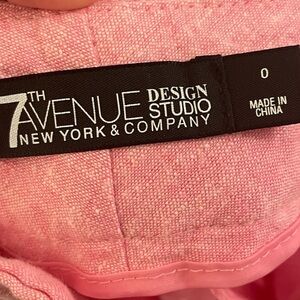 7TH AVENUE DESIGN STUDIO
NEW YORK & COMPANY
0
MADE IN
CHINA